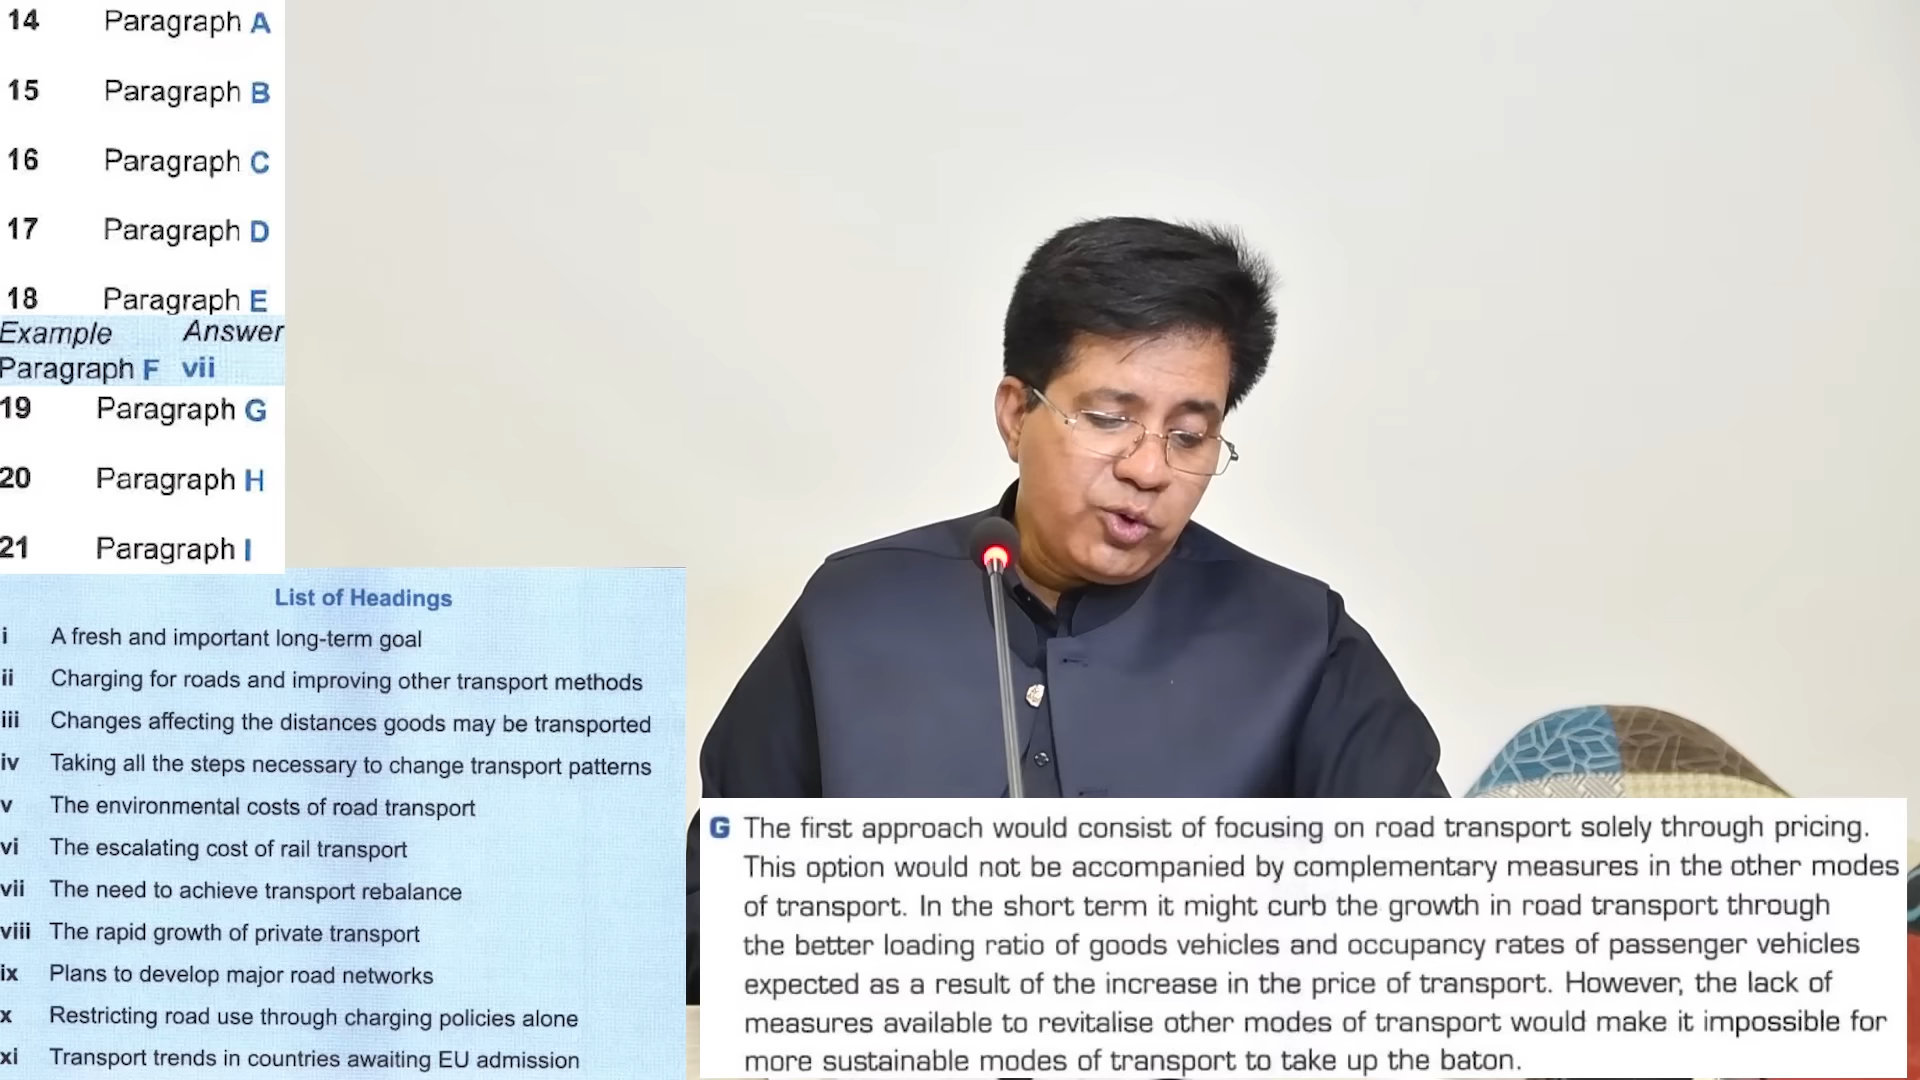 14 Paragraph A
15 Paragraph B
16 Paragraph C
17 Paragraph D
18 Paragraph E
Example Answer
Paragraph F vii
19 Paragraph G
20 Paragraph H
21 Paragraph I
List of Headings
i A fresh and important long-term goal
ii Charging for roads and improving other transport methods
iii Changes affecting the distances goods may be transported
iv Taking all the steps necessary to change transport patterns
v The environmental costs of road transport
vi The escalating cost of rail transport
vii The need to achieve transport rebalance
viii The rapid growth of private transport
ix Plans to develop major road networks
x Restricting road use through charging policies alone
xi Transport trends in countries awaiting EU admission
G The first approach would consist of focusing on road transport solely through pricing.
This option would not be accompanied by complementary measures in the other modes
of transport. In the short term it might curb the growth in road transport through
the better loading ratio of goods vehicles and occupancy rates of passenger vehicles
expected as a result of the increase in the price of transport. However, the lack of
measures available to revitalise other modes of transport would make it impossible for
more sustainable modes of transport to take up the baton.